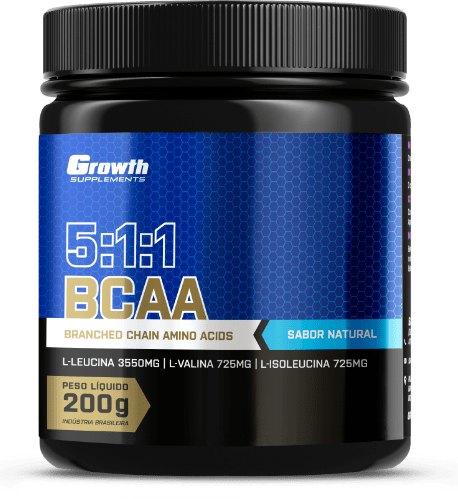 Growth
SUPPLEMENTS
5:1:1
BCAA
BRANCHED CHAIN AMINO ACIDS
SABOR NATURAL
L-LEUCINA 3550MG | L-VALINA 725MG | L-ISOLEUCINA 725MG
PESO LÍQUIDO
200g
INDÚSTRIA BRASILEIRA